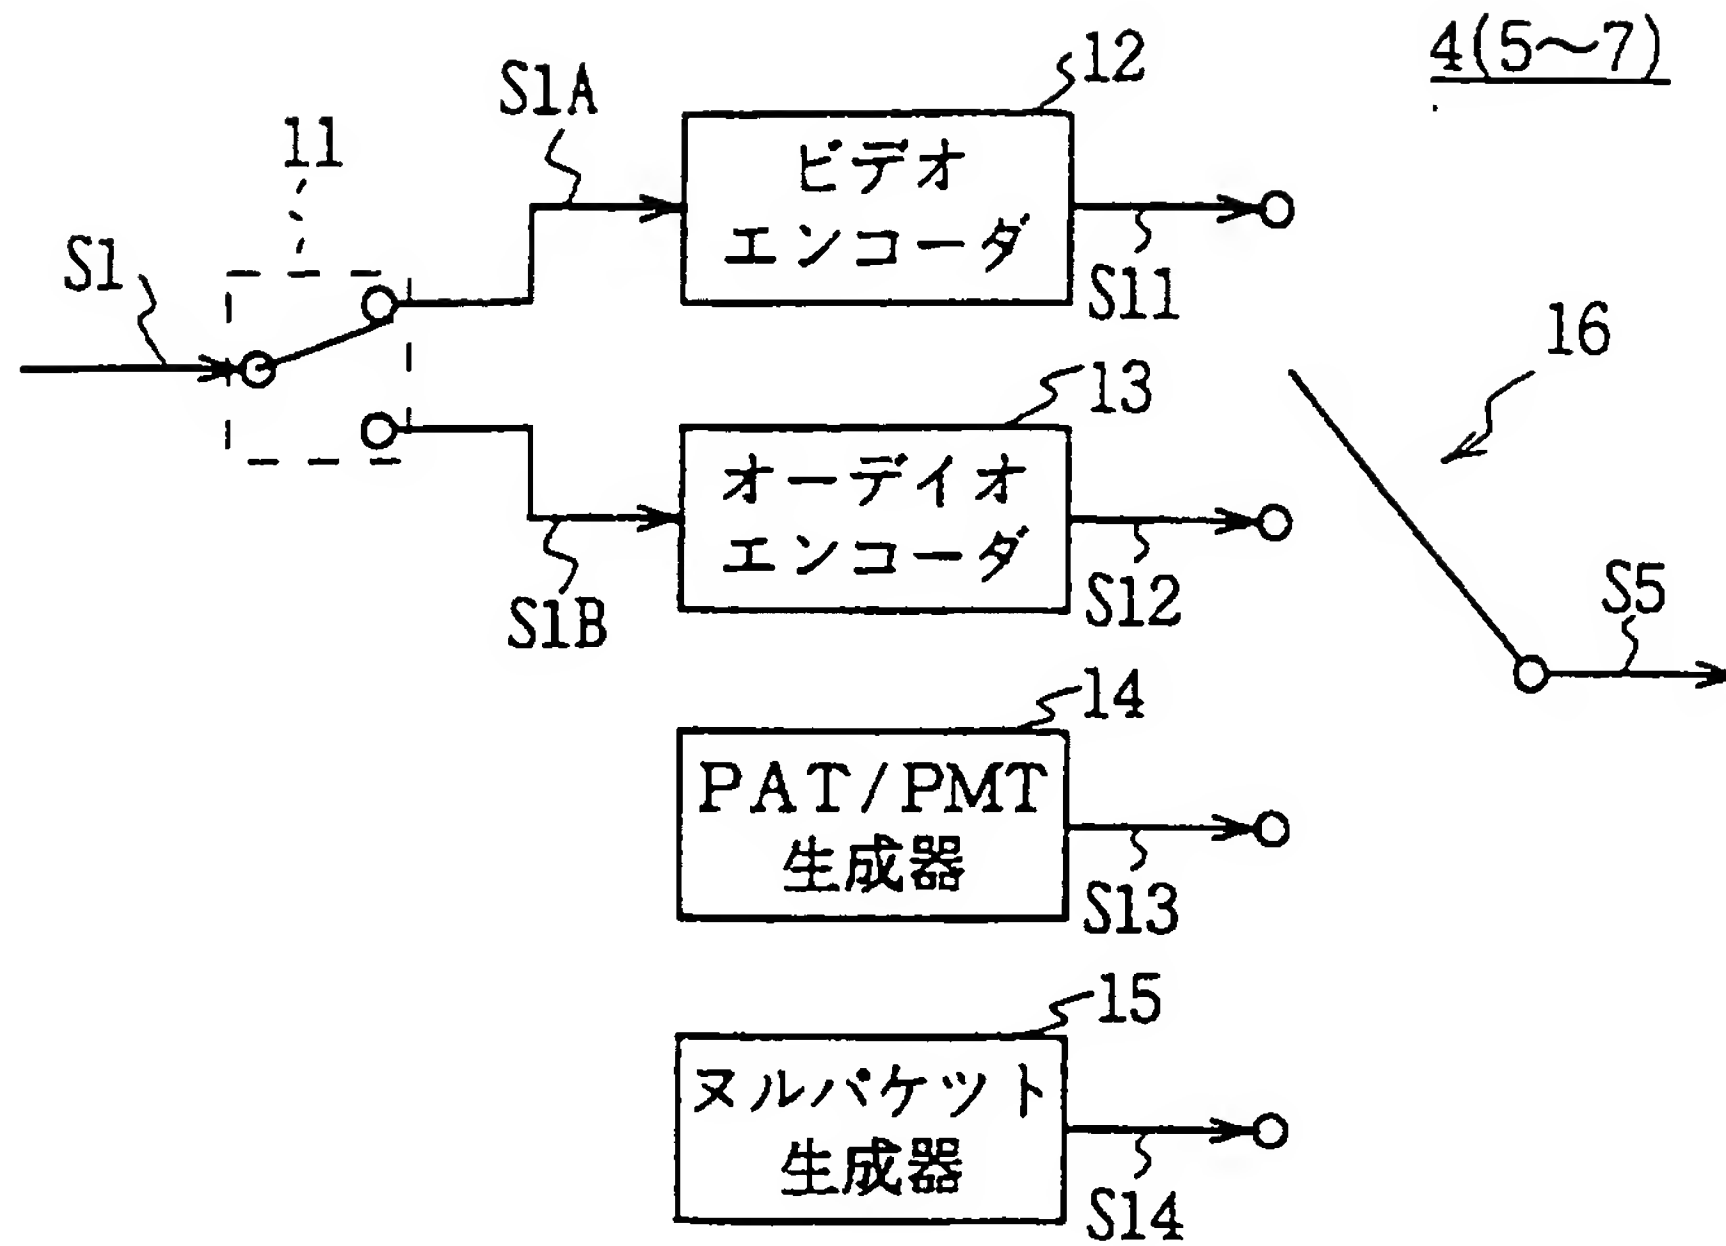 4(5～7)
12
S1A
11
ビデオ
エンコーダ
S1
S11
16
13
オーデイオ
エンコーダ
S12
S5
S1B
14
PAT/PMT
生成器
S13
15
ヌルパケツト
生成器
S14